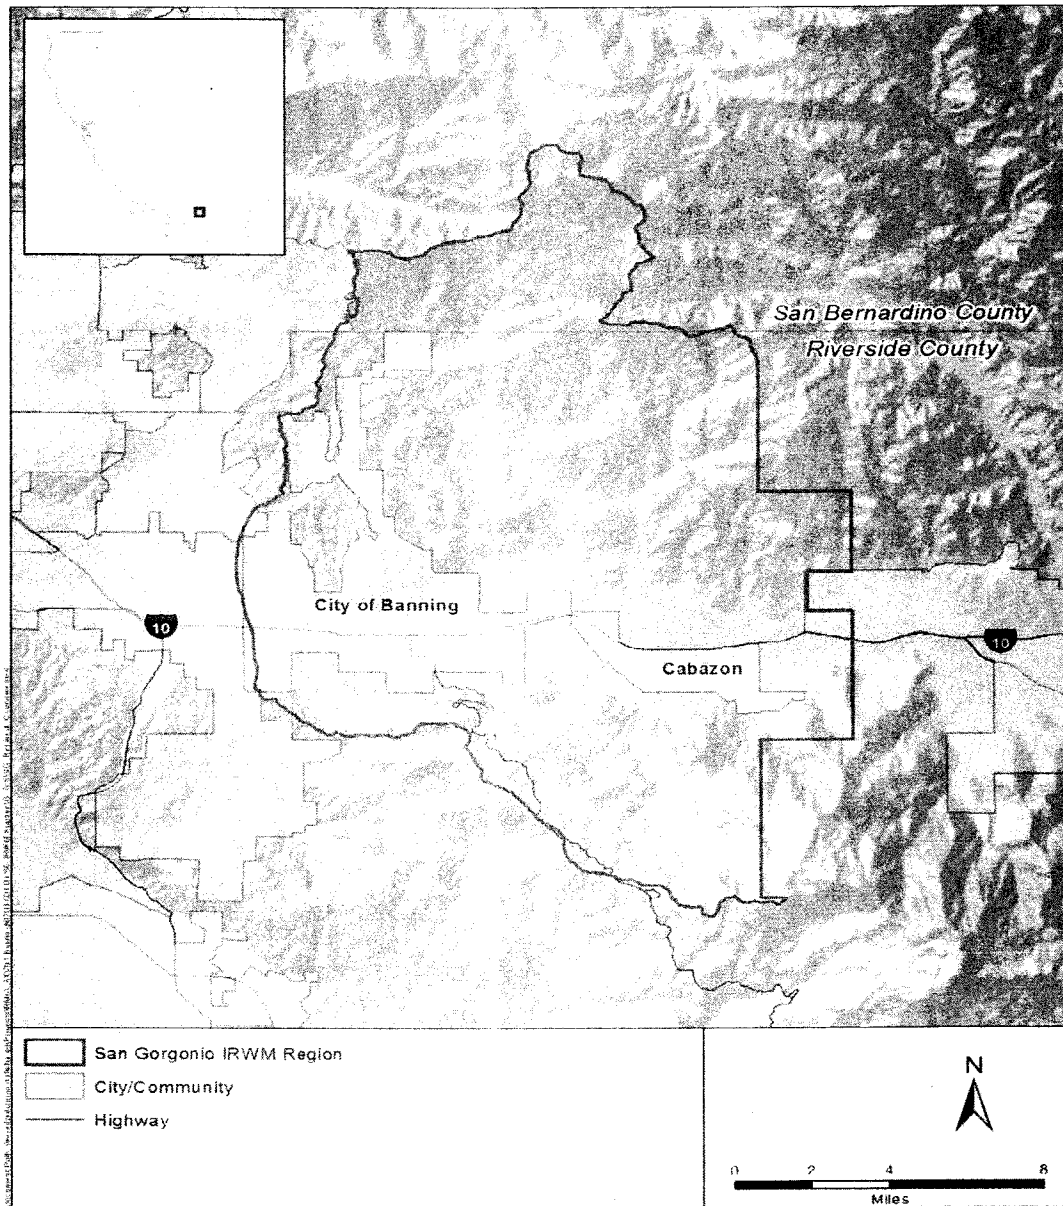 San Bernardino County
Riverside County
City of Banning
10
10
Cabazon
San Gorgonio IRWM Region
City/Community
Highway
N
0 2 4 8
Miles